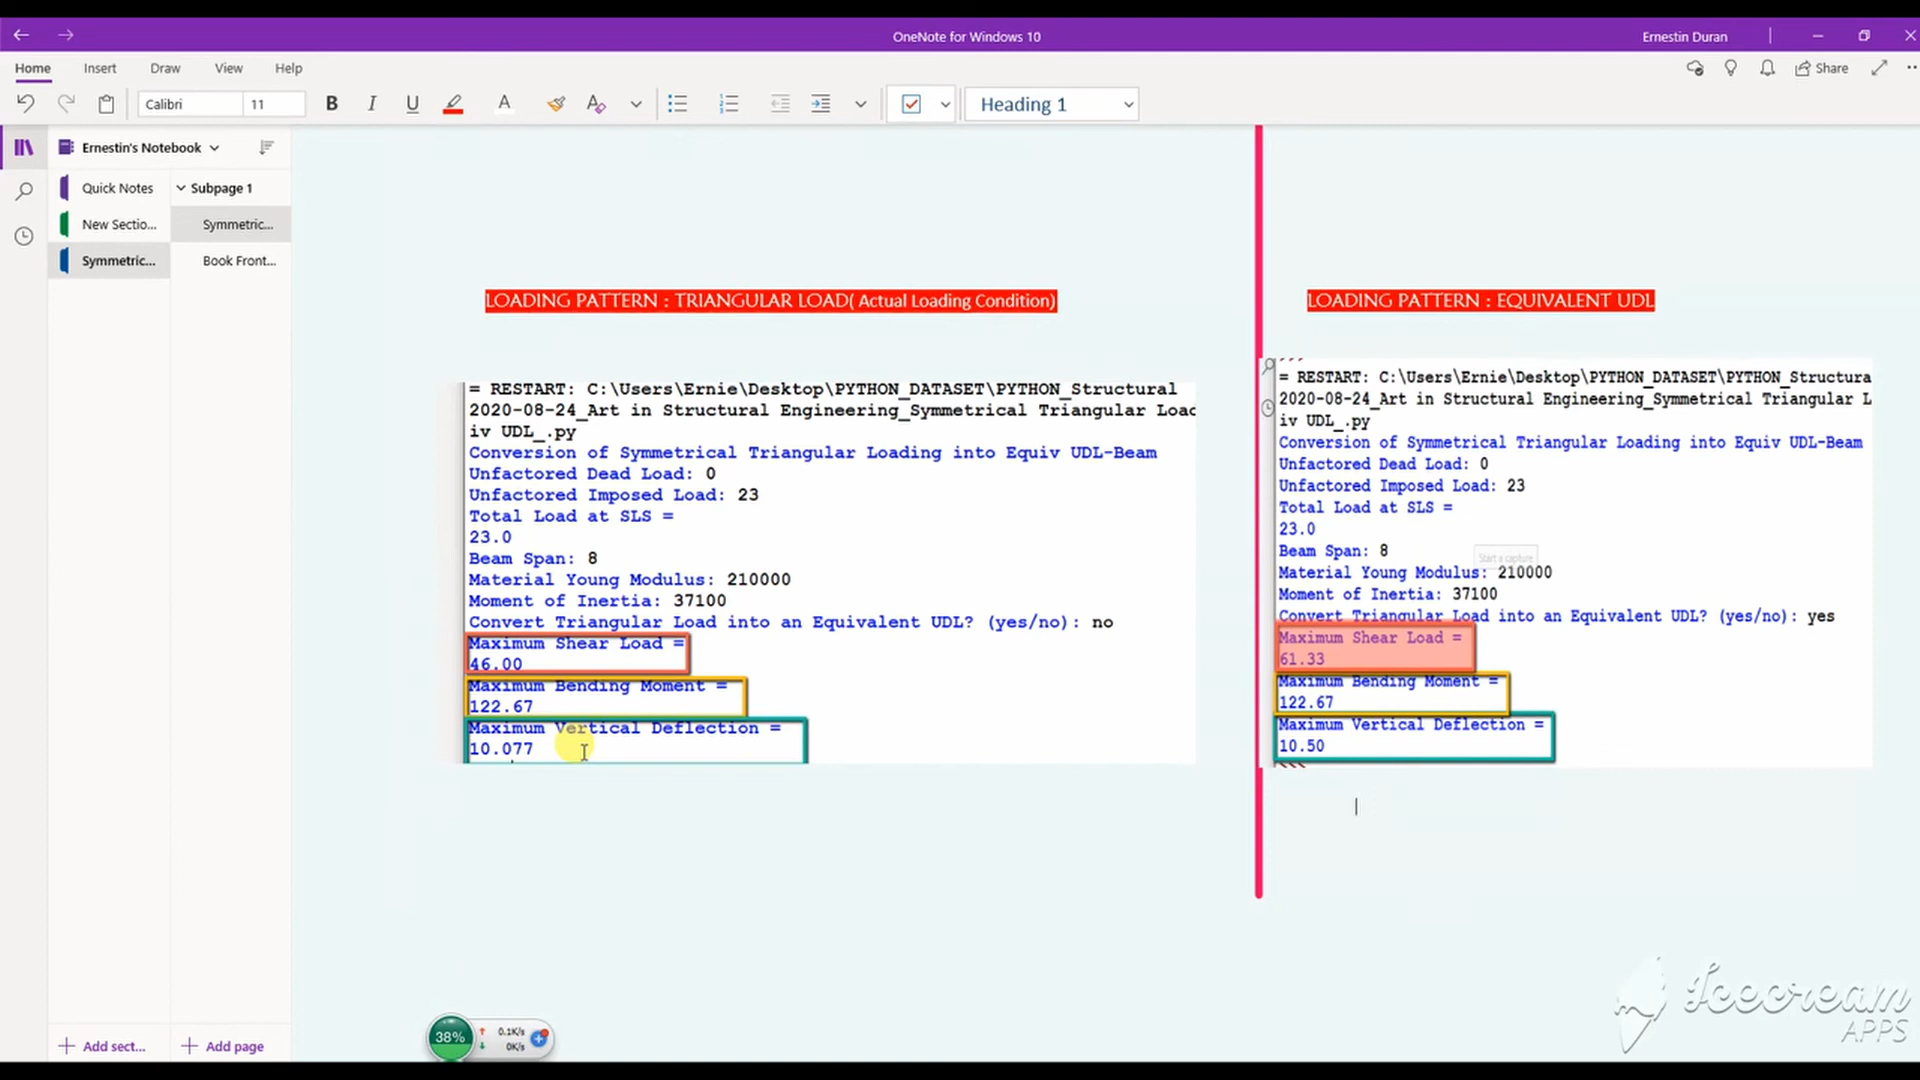 OneNote for Windows 10
Ernestin Duran
Home Insert Draw View Help
Share
Calibri 11
B I U A
Heading 1
Ernestin's Notebook
Quick Notes
New Sectio...
Symmetric...
Subpage 1
Symmetric...
Book Front...
Add sect...
Add page
LOADING PATTERN : TRIANGULAR LOAD( Actual Loading Condition)
= RESTART: C:\Users\Ernie\Desktop\PYTHON_DATASET\PYTHON_Structural
2020-08-24_Art in Structural Engineering_Symmetrical Triangular Loac
iv UDL_.py
Conversion of Symmetrical Triangular Loading into Equiv UDL-Beam
Unfactored Dead Load: 0
Unfactored Imposed Load: 23
Total Load at SLS =
23.0
Beam Span: 8
Material Young Modulus: 210000
Moment of Inertia: 37100
Convert Triangular Load into an Equivalent UDL? (yes/no): no
Maximum Shear Load =
46.00
Maximum Bending Moment =
122.67
Maximum Vertical Deflection =
10.077
LOADING PATTERN : EQUIVALENT UDL
= RESTART: C:\Users\Ernie\Desktop\PYTHON_DATASET\PYTHON_Structura
2020-08-24_Art in Structural Engineering_Symmetrical Triangular L
iv UDL_.py
Conversion of Symmetrical Triangular Loading into Equiv UDL-Beam
Unfactored Dead Load: 0
Unfactored Imposed Load: 23
Total Load at SLS =
23.0
Beam Span: 8
Start a capture
Material Young Modulus: 210000
Moment of Inertia: 37100
Convert Triangular Load into an Equivalent UDL? (yes/no): yes
Maximum Shear Load =
61.33
Maximum Bending Moment =
122.67
Maximum Vertical Deflection =
10.50
38%
0.1K/s
0K/s
Icecream
APPS